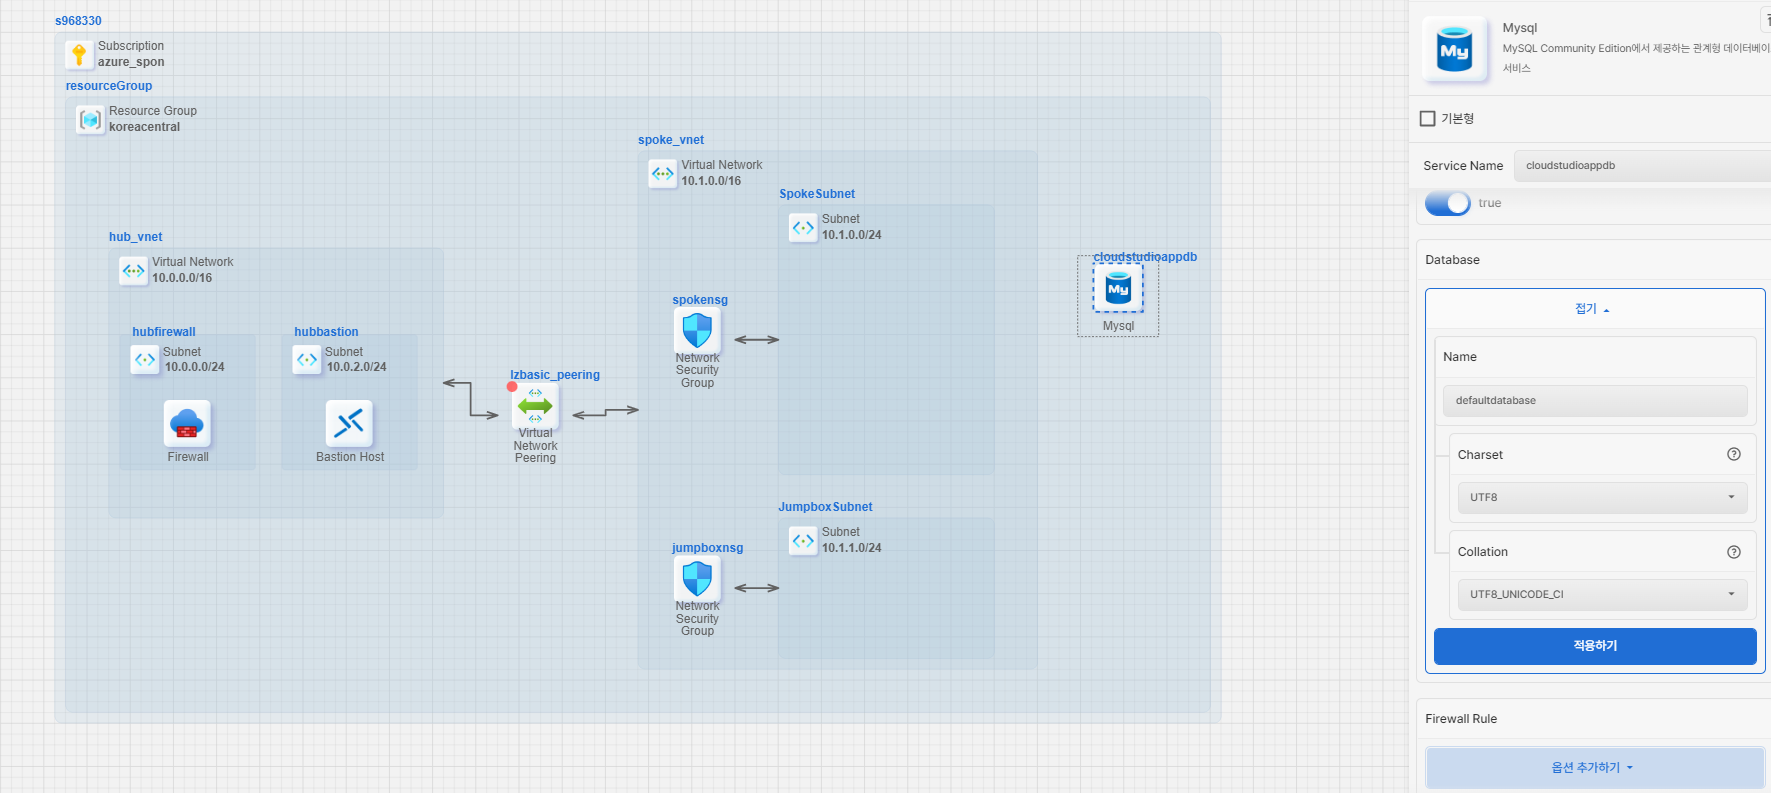 s968330
Subscription
azure_spon
resourceGroup
Resource Group
koreacentral
hub_vnet
Virtual Network
10.0.0.0/16
hubfirewall
Subnet
10.0.0.0/24
Firewall
hubbastion
Subnet
10.0.2.0/24
Bastion Host
lzbasic_peering
Virtual
Network
Peering
spoke_vnet
Virtual Network
10.1.0.0/16
SpokeSubnet
Subnet
10.1.0.0/24
spokensg
Network
Security
Group
JumpboxSubnet
Subnet
10.1.1.0/24
jumpboxnsg
Network
Security
Group
cloudstudioappdb
My
Mysql
My
Mysql
MySQL Community Edition에서 제공하는 관계형 데이터베이
서비스
기본형
Service Name
cloudstudioappdb
true
Database
접기
Name
defaultdatabase
Charset
UTF8
Collation
UTF8_UNICODE_CI
적용하기
Firewall Rule
옵션 추가하기